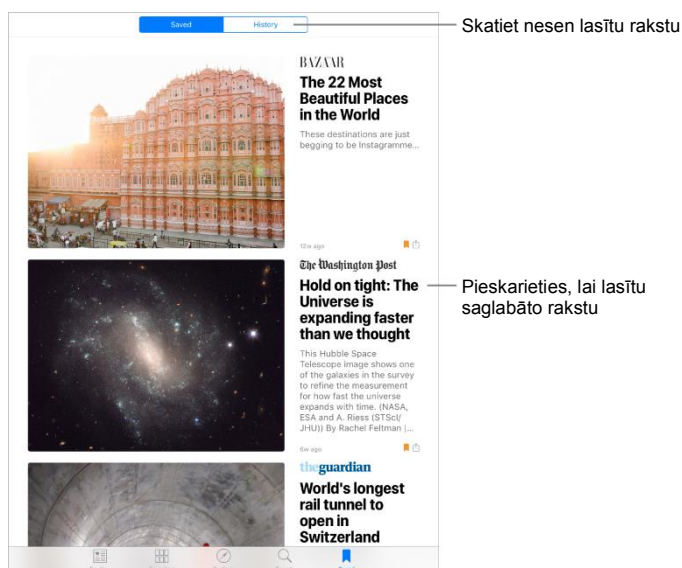 Saved
History
Skatiet nesen lasītu rakstu
BAZAAR
The 22 Most
Beautiful Places
in the World
These destinations are just
begging to be Instagramme...
12w ago
The Washington Post
Hold on tight: The
Universe is
expanding faster
than we thought
Pieskarieties, lai lasītu
saglabāto rakstu
This Hubble Space
Telescope image shows one
of the galaxies in the survey
to refine the measurement
for how fast the universe
expands with time. (NASA,
ESA and A. Riess (STScI/
JHU)) By Rachel Feltman |...
6w ago
theguardian
World's longest
rail tunnel to
open in
Switzerland